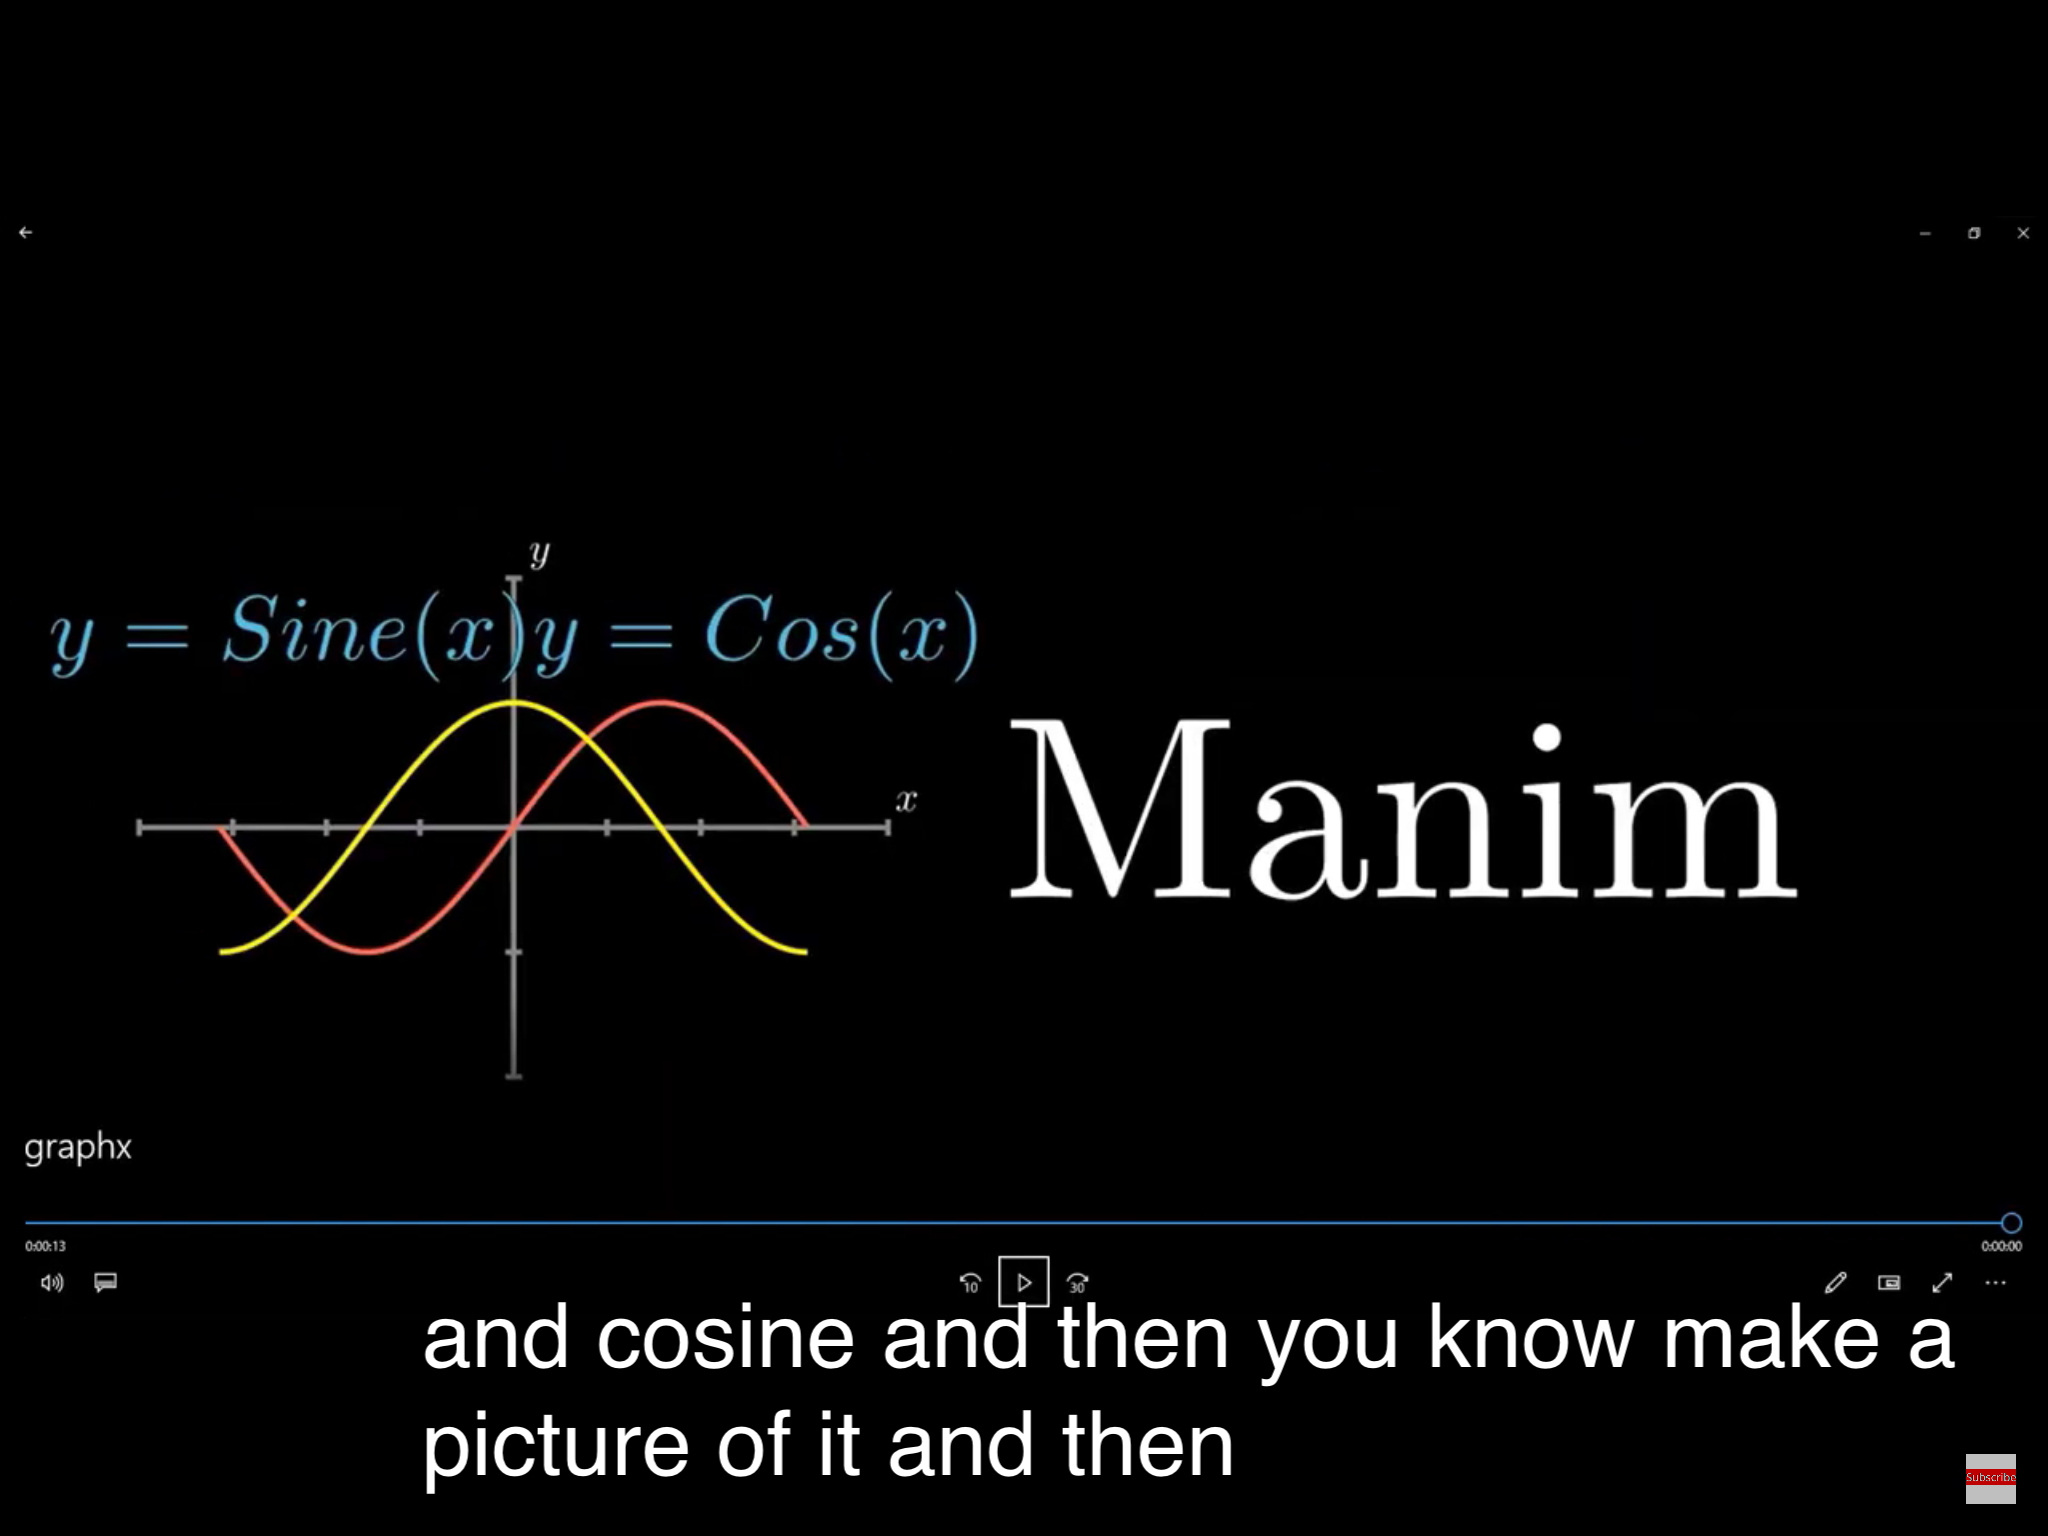 y
y = Sine(x)y = Cos(x)
x
Manim
graphx
0:00:13
0:00:00
10
30
and cosine and then you know make a
picture of it and then
Subscribe